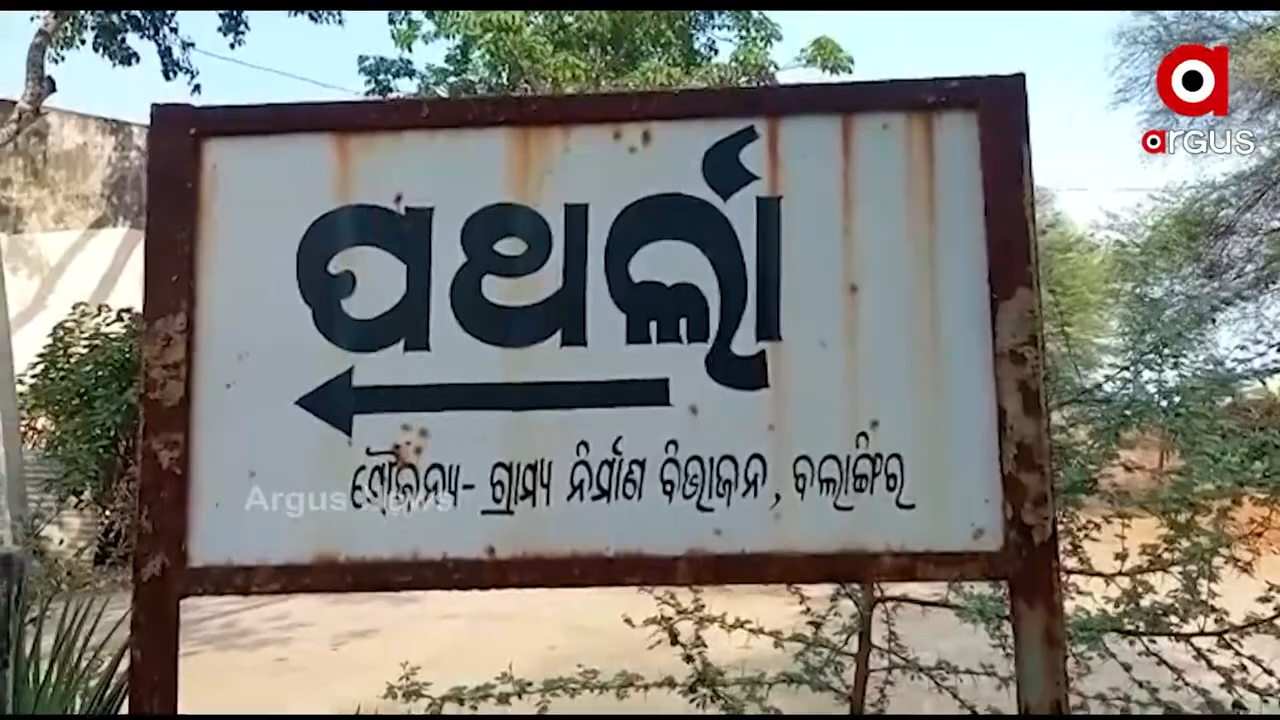 ପଥର୍ଲା
ସୌଜନ୍ୟ- ଗ୍ରାମ୍ୟ ନିର୍ମାଣ ବିଭାଜନ, ବଲାଙ୍ଗିର
Argus News
argus